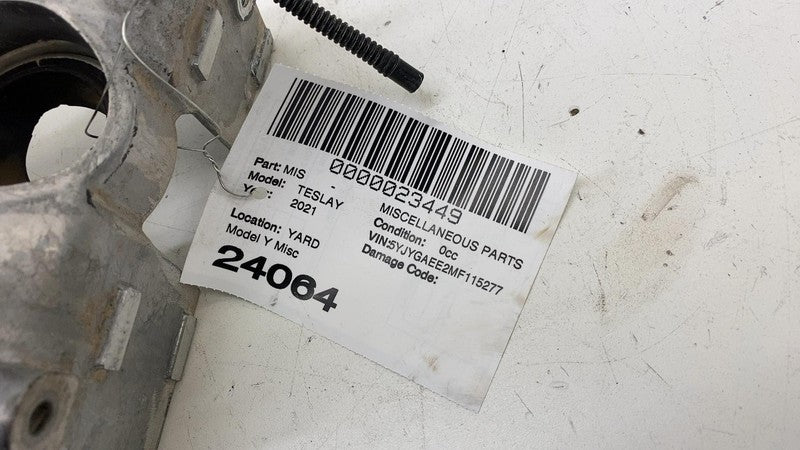 0000023449
Part: MIS - MISCELLANEOUS PARTS
Model: TESLAY Condition: 0cc
Year: 2021 VIN:5YJYGAEE2MF115277
Damage Code:
Location: YARD
Model Y Misc
24064